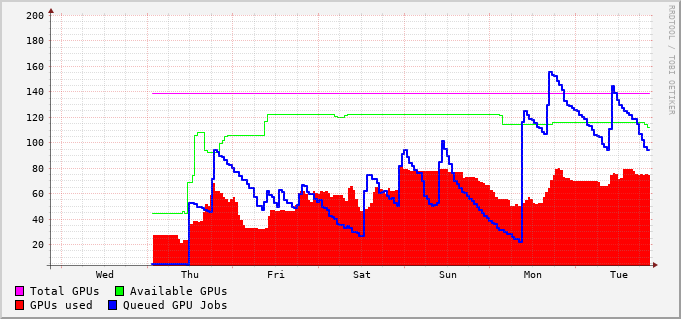 200
180
160
140
120
100
80
60
40
20
Wed Thu Fri Sat Sun Mon Tue
Total GPUs Available GPUs
GPUs used Queued GPU Jobs
RRDTOOL / TOBI OETIKER